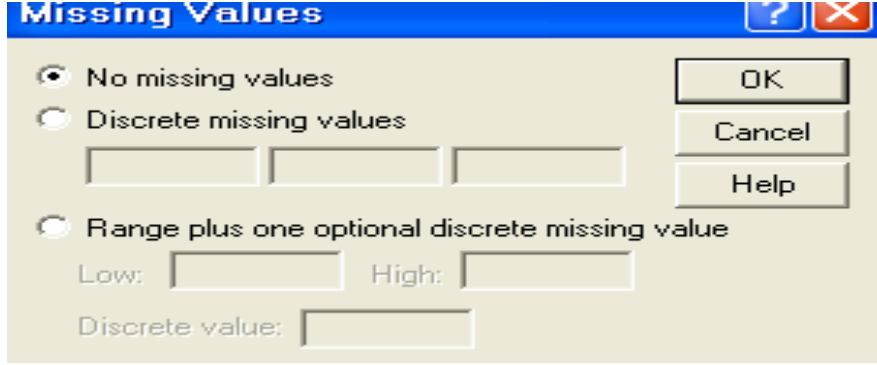 Missing Values ?
No missing values OK
Discrete missing values Cancel
Help
Range plus one optional discrete missing value
Low: High:
Discrete value: